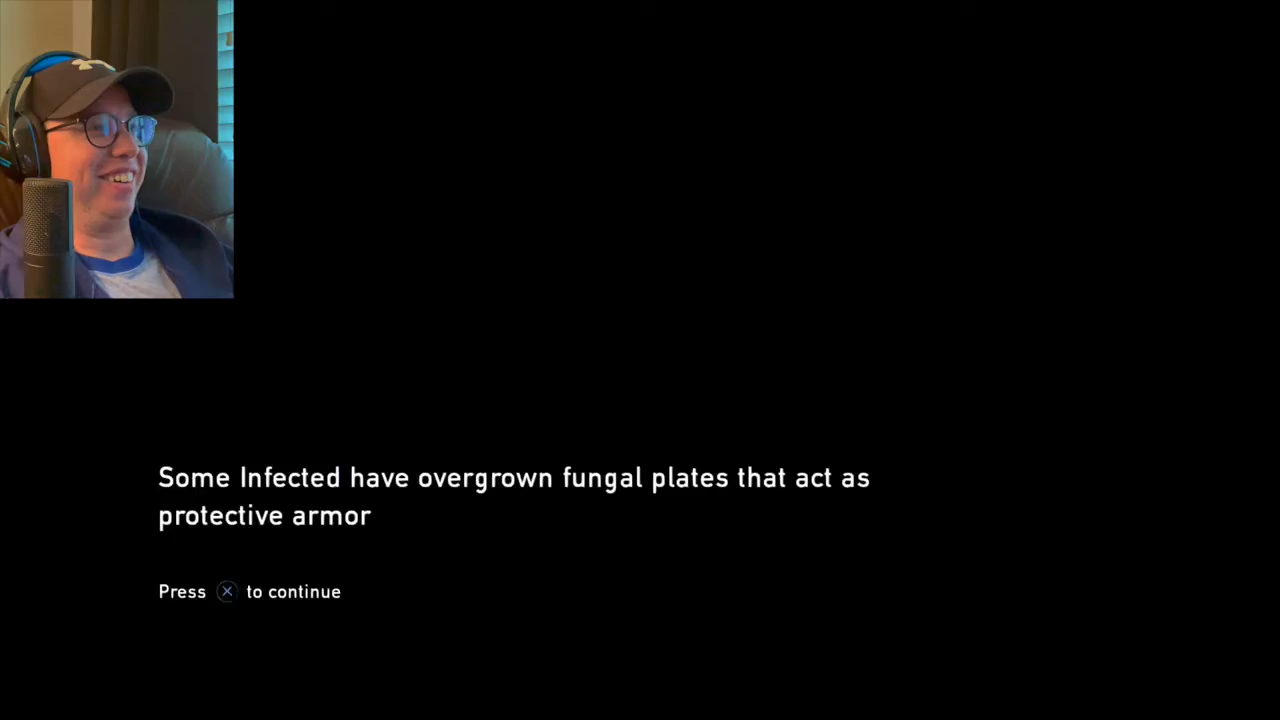 Some Infected have overgrown fungal plates that act as
protective armor
Press ⓧ to continue